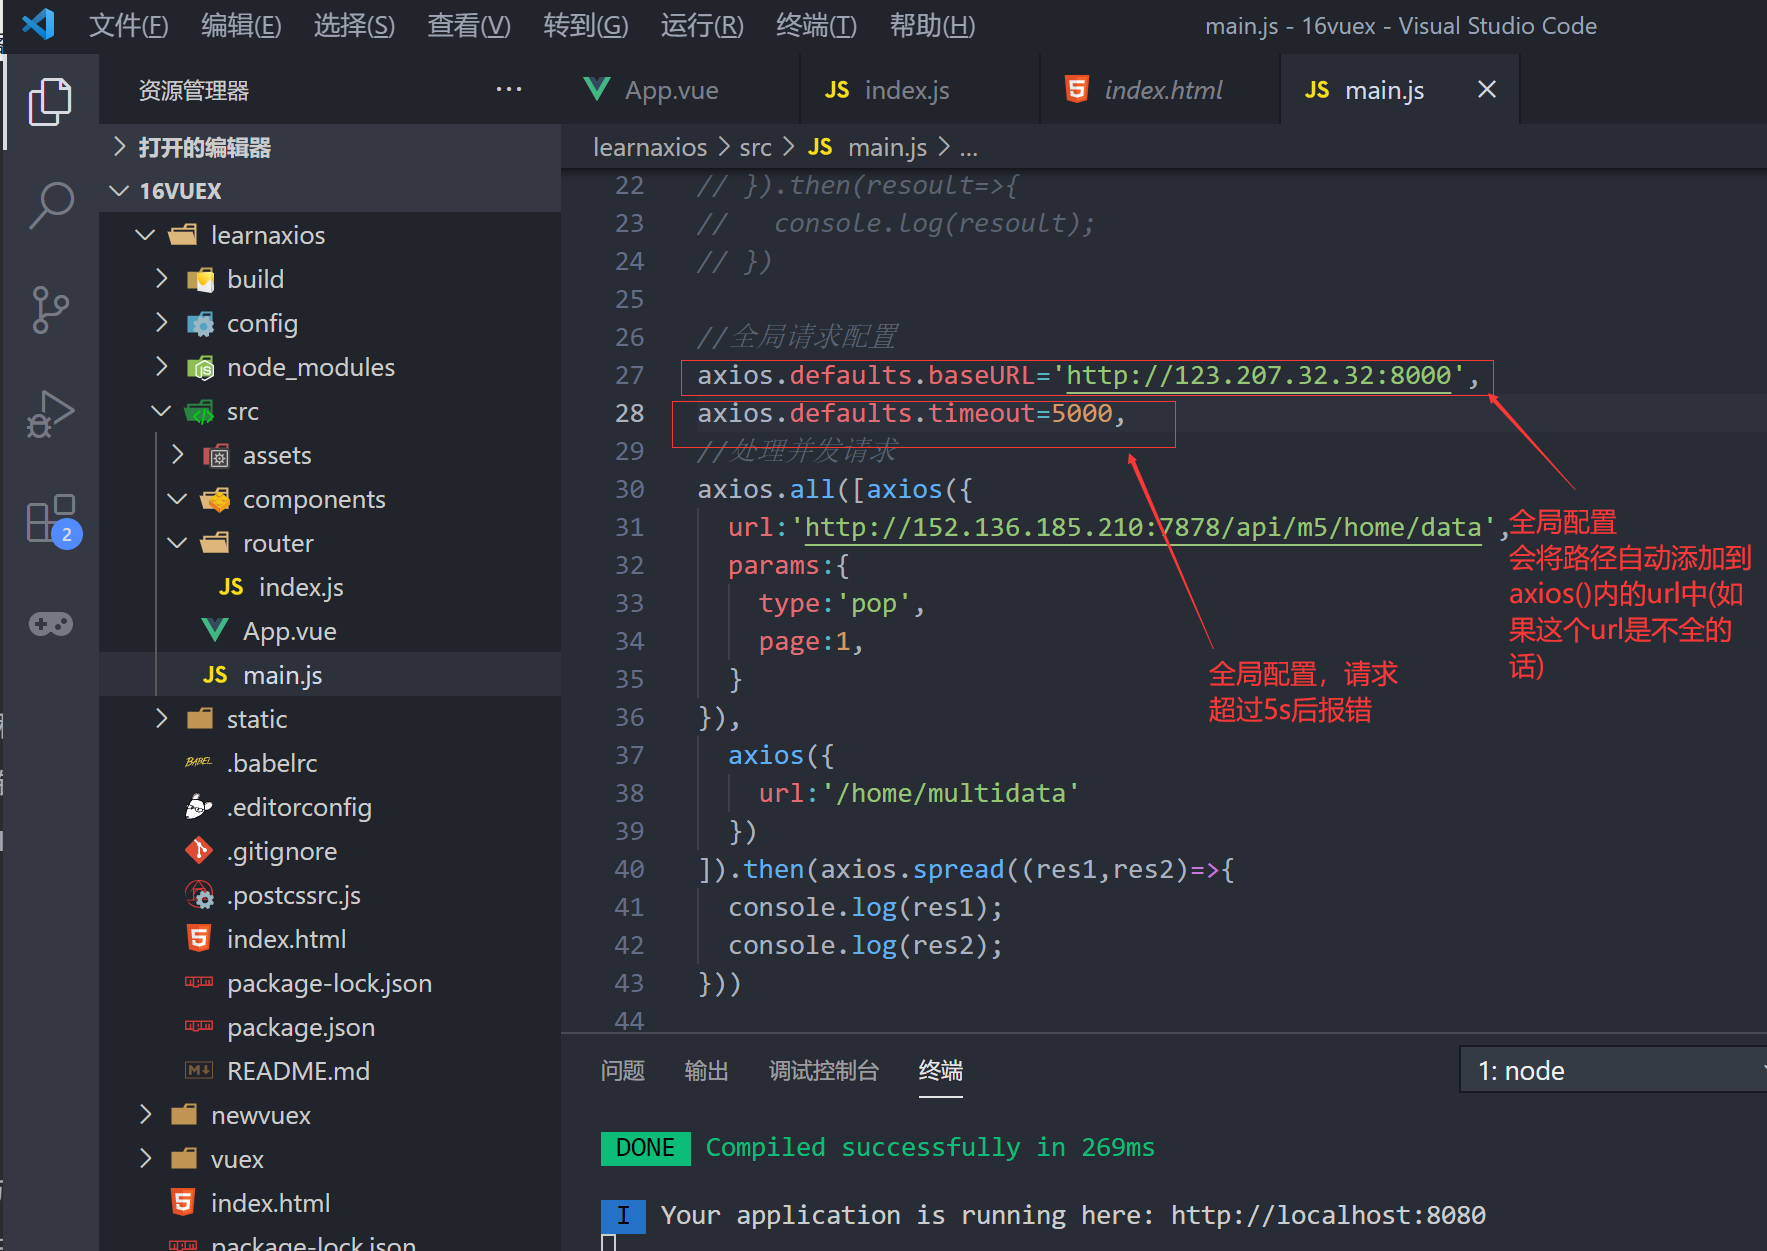 文件(F) 编辑(E) 选择(S) 查看(V) 转到(G) 运行(R) 终端(T) 帮助(H) main.js - 16vuex - Visual Studio Code
资源管理器 ···
App.vue
JS index.js
index.html
JS main.js ×
打开的编辑器
16VUEX
learnaxios
build
config
node_modules
src
assets
components
router
JS index.js
App.vue
JS main.js
static
BABEL .babelrc
.editorconfig
.gitignore
.postcssrc.js
index.html
package-lock.json
package.json
README.md
newvuex
vuex
index.html
package-lock.json
2
learnaxios > src > JS main.js > ...
22 // }).then(resoult=>{
23 //   console.log(resoult);
24 // })
25
26 //全局请求配置
27 axios.defaults.baseURL='http://123.207.32.32:8000',
28 axios.defaults.timeout=5000,
29 //处理并发请求
30 axios.all([axios({
31   url:'http://152.136.185.210:7878/api/m5/home/data',
32   params:{
33     type:'pop',
34     page:1,
35   }
36 }),
37   axios({
38     url:'/home/multidata'
39   })
40 ]).then(axios.spread((res1,res2)=>{
41   console.log(res1);
42   console.log(res2);
43 }))
44
全局配置
会将路径自动添加到
axios()内的url中(如
果这个url是不全的
话)
全局配置，请求
超过5s后报错
问题 输出 调试控制台 终端 1: node
DONE Compiled successfully in 269ms
I Your application is running here: http://localhost:8080